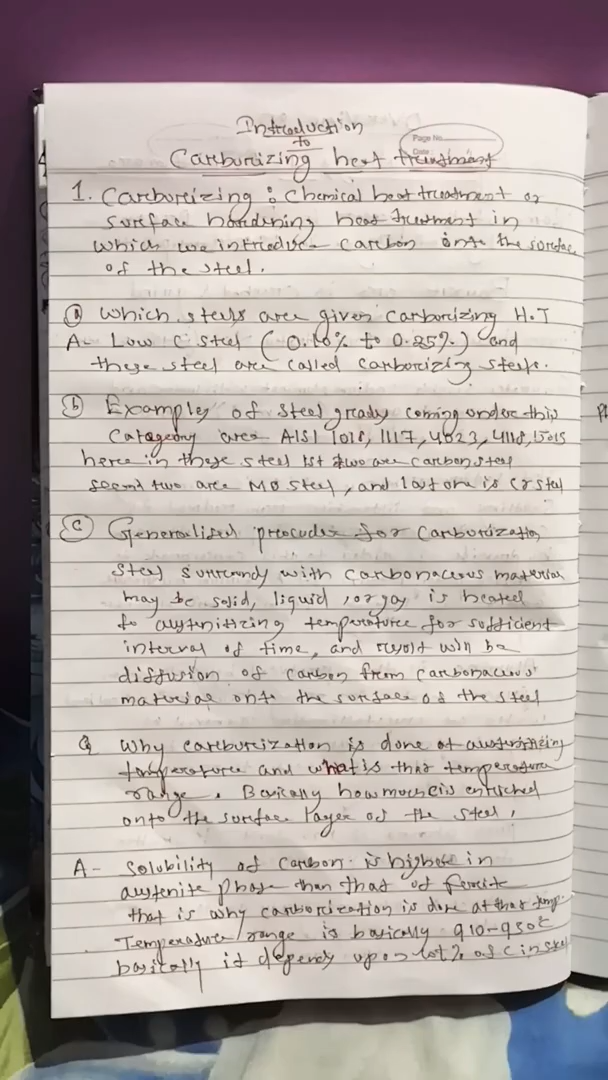 Introduction
to
Page No.
Date
Carburizing heat treatment
1. Carburizing : Chemical heat treatment or
surface hardening heat treatment in
which we introduce carbon onto the surface
of the steel.
(a) Which steels are given carburizing H.T
A- Low C steel (0.10% to 0.25%) and
these steel are called carburizing steels.
(b) Examples of steel grades coming under this
Catageory are AISI 1018, 1117, 4023, 4118, 5015
here in these steel 1st two are carbon steel
second two are Mo steel, and last one is Cr steel
(c) Generalised for carburization
steel surround with carbonaceous material
may be solid, liquid, or gas is heated
to austenitizing temperature for sufficient
interval of time, and result will be
diffusion of carbon from carbonaceous
material onto the surface of the steel
Q Why carburization is done at austenitizing
temperature and what is that temperature
range. Basically how much C is enriched
onto the surface layer of the steel.
A- Solubility of carbon is higher in
austenite phase than that of ferrite
that is why carburization is done at that temp.
Temperature range is basically 910-950°C
basically it depends upon wt% of C in steel